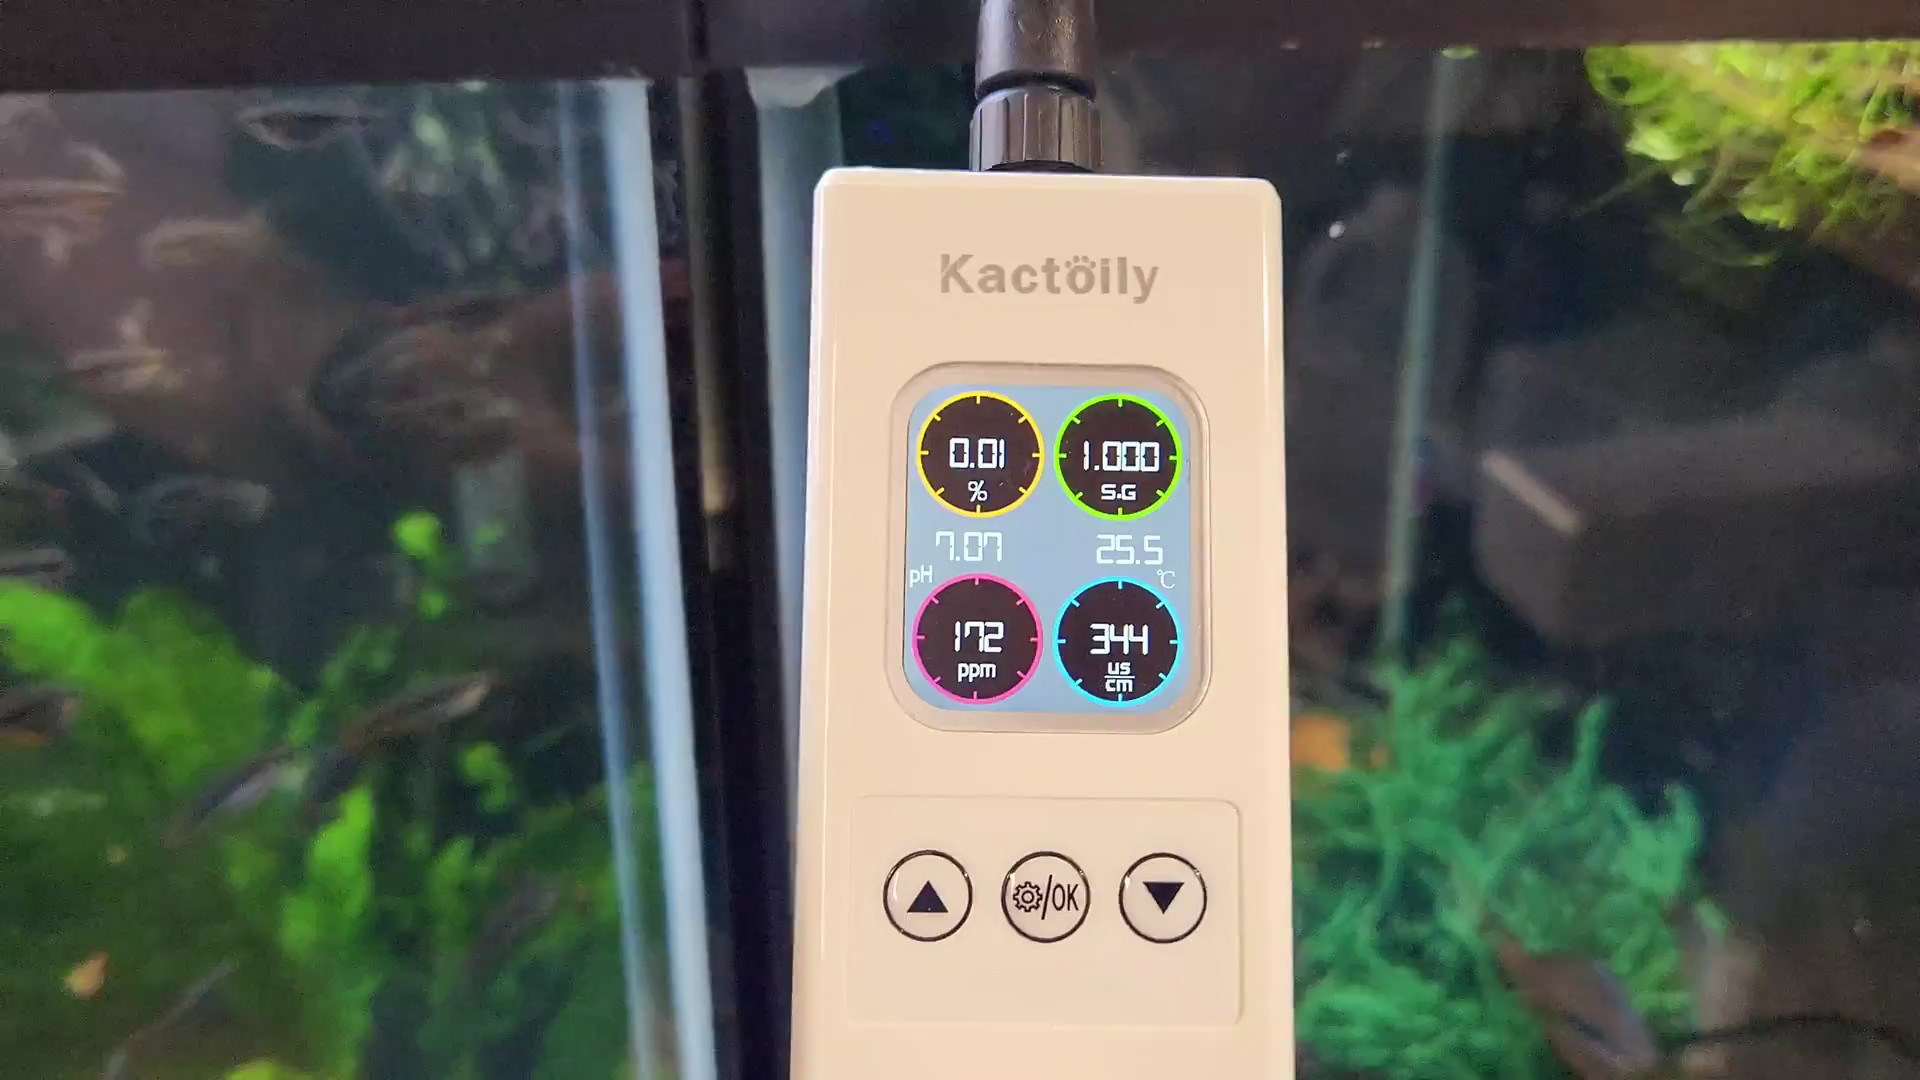 Kactoily
0.01 1.000
% S.G
7.07 25.5
pH ℃
172 344
ppm us
cm
/OK